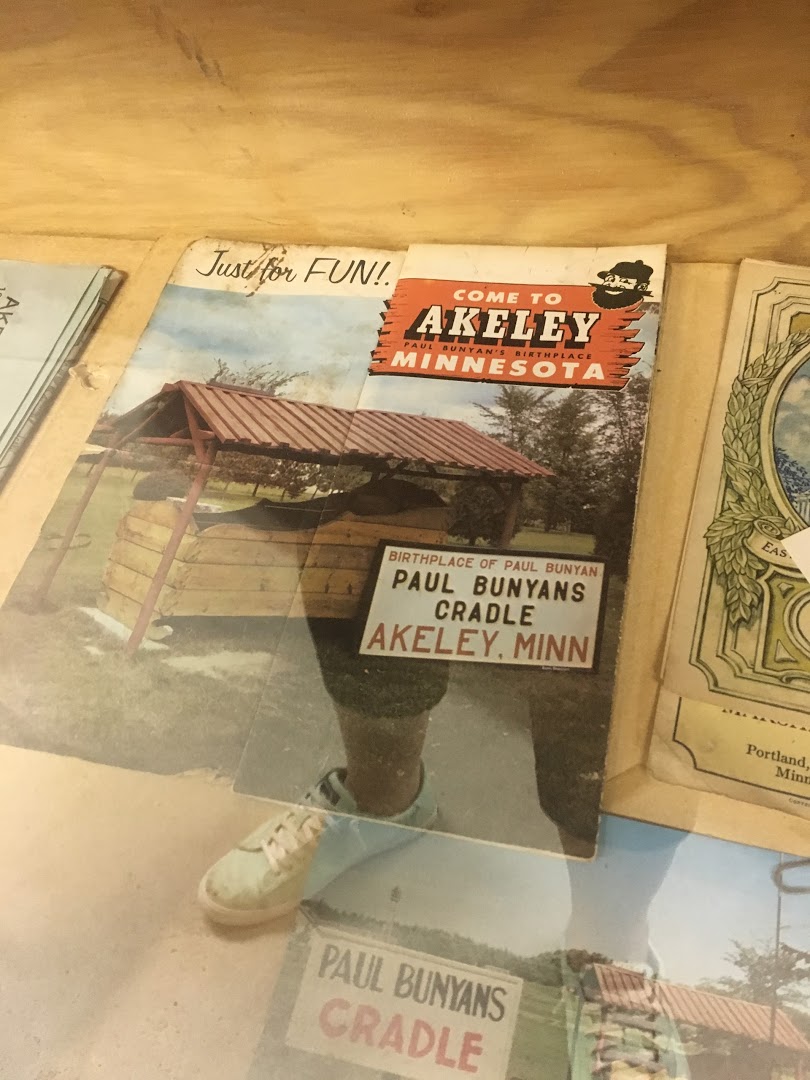 Just for FUN!.
COME TO
AKELEY
PAUL BUNYAN'S BIRTHPLACE
MINNESOTA
BIRTHPLACE OF PAUL BUNYAN
PAUL BUNYANS
CRADLE
AKELEY, MINN
Portland,
Minn
PAUL BUNYANS
CRADLE